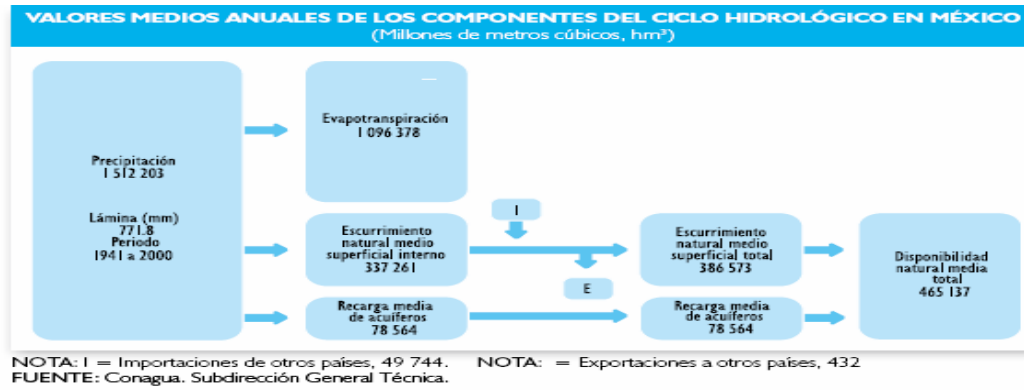 VALORES MEDIOS ANUALES DE LOS COMPONENTES DEL CICLO HIDROLÓGICO EN MÉXICO
(Millones de metros cúbicos, hm³)
Precipitación
1 512 203
Lámina (mm)
771.8
Periodo
1941 a 2000
Evapotranspiración
1 096 378
Escurrimiento
natural medio
superficial interno
337 261
Recarga media
de acuíferos
78 564
I
E
Escurrimiento
natural medio
superficial total
386 573
Recarga media
de acuíferos
78 564
Disponibilidad
natural media
total
465 137
NOTA: I = Importaciones de otros países, 49 744. NOTA: = Exportaciones a otros países, 432
FUENTE: Conagua. Subdirección General Técnica.